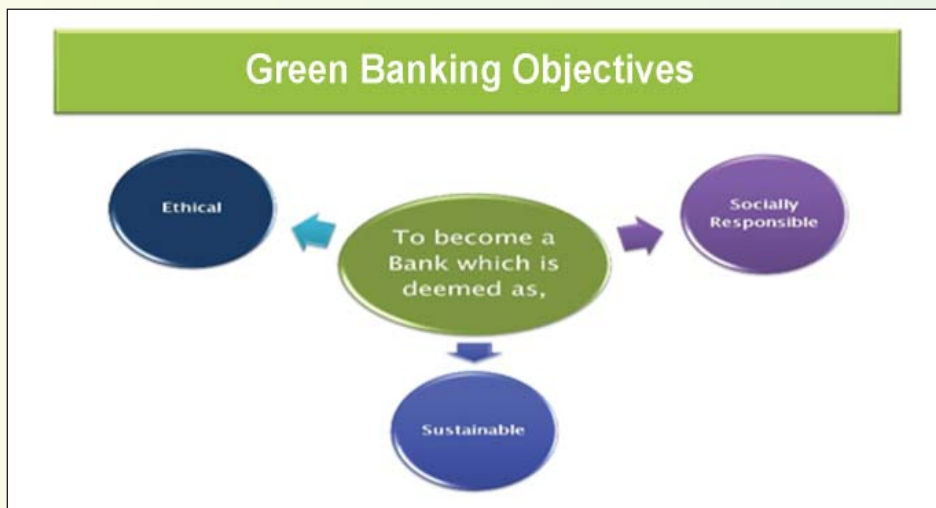 Green Banking Objectives
Ethical
To become a
Bank which is
deemed as,
Socially
Responsible
Sustainable